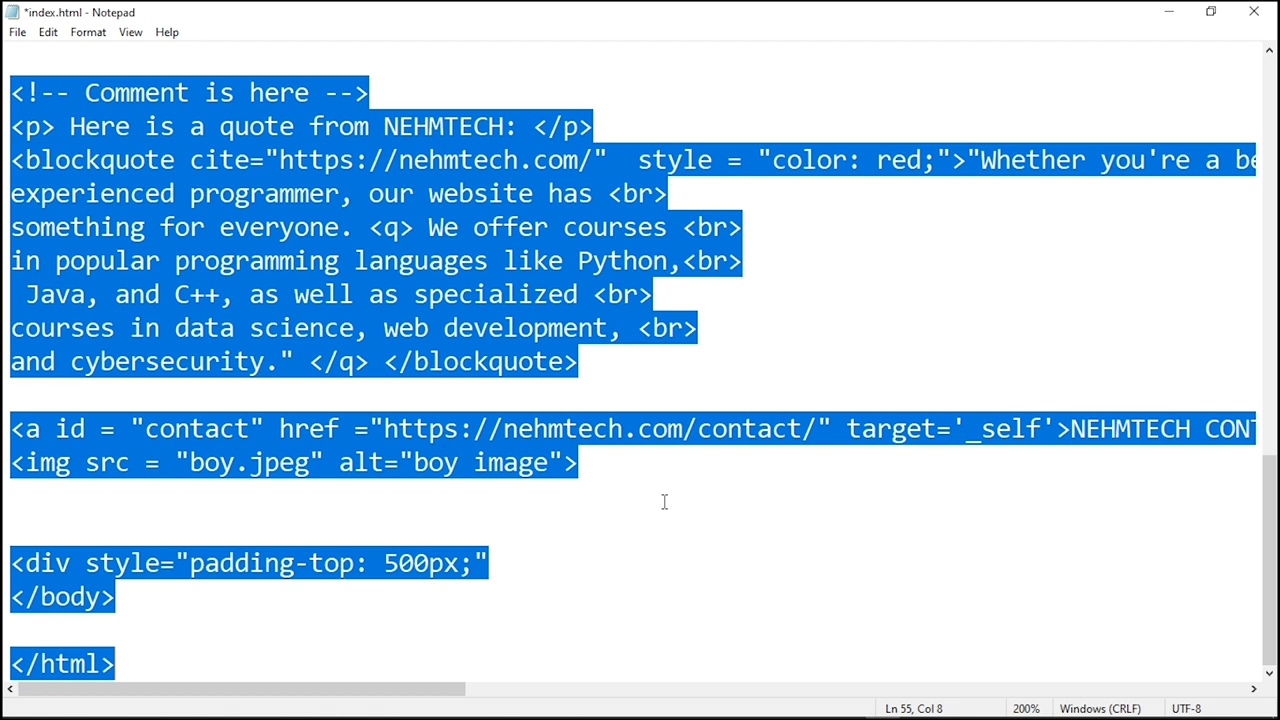 *index.html - Notepad
File Edit Format View Help
<!-- Comment is here -->
<p> Here is a quote from NEHMTECH: </p>
<blockquote cite="https://nehmtech.com/"  style = "color: red;">"Whether you're a be
experienced programmer, our website has <br>
something for everyone. <q> We offer courses <br>
in popular programming languages like Python,<br>
 Java, and C++, as well as specialized <br>
courses in data science, web development, <br>
and cybersecurity." </q> </blockquote>
<a id = "contact" href ="https://nehmtech.com/contact/" target='_self'>NEHMTECH CONT
<img src = "boy.jpeg" alt="boy image">
<div style="padding-top: 500px;"
</body>
</html>
Ln 55, Col 8 200% Windows (CRLF) UTF-8